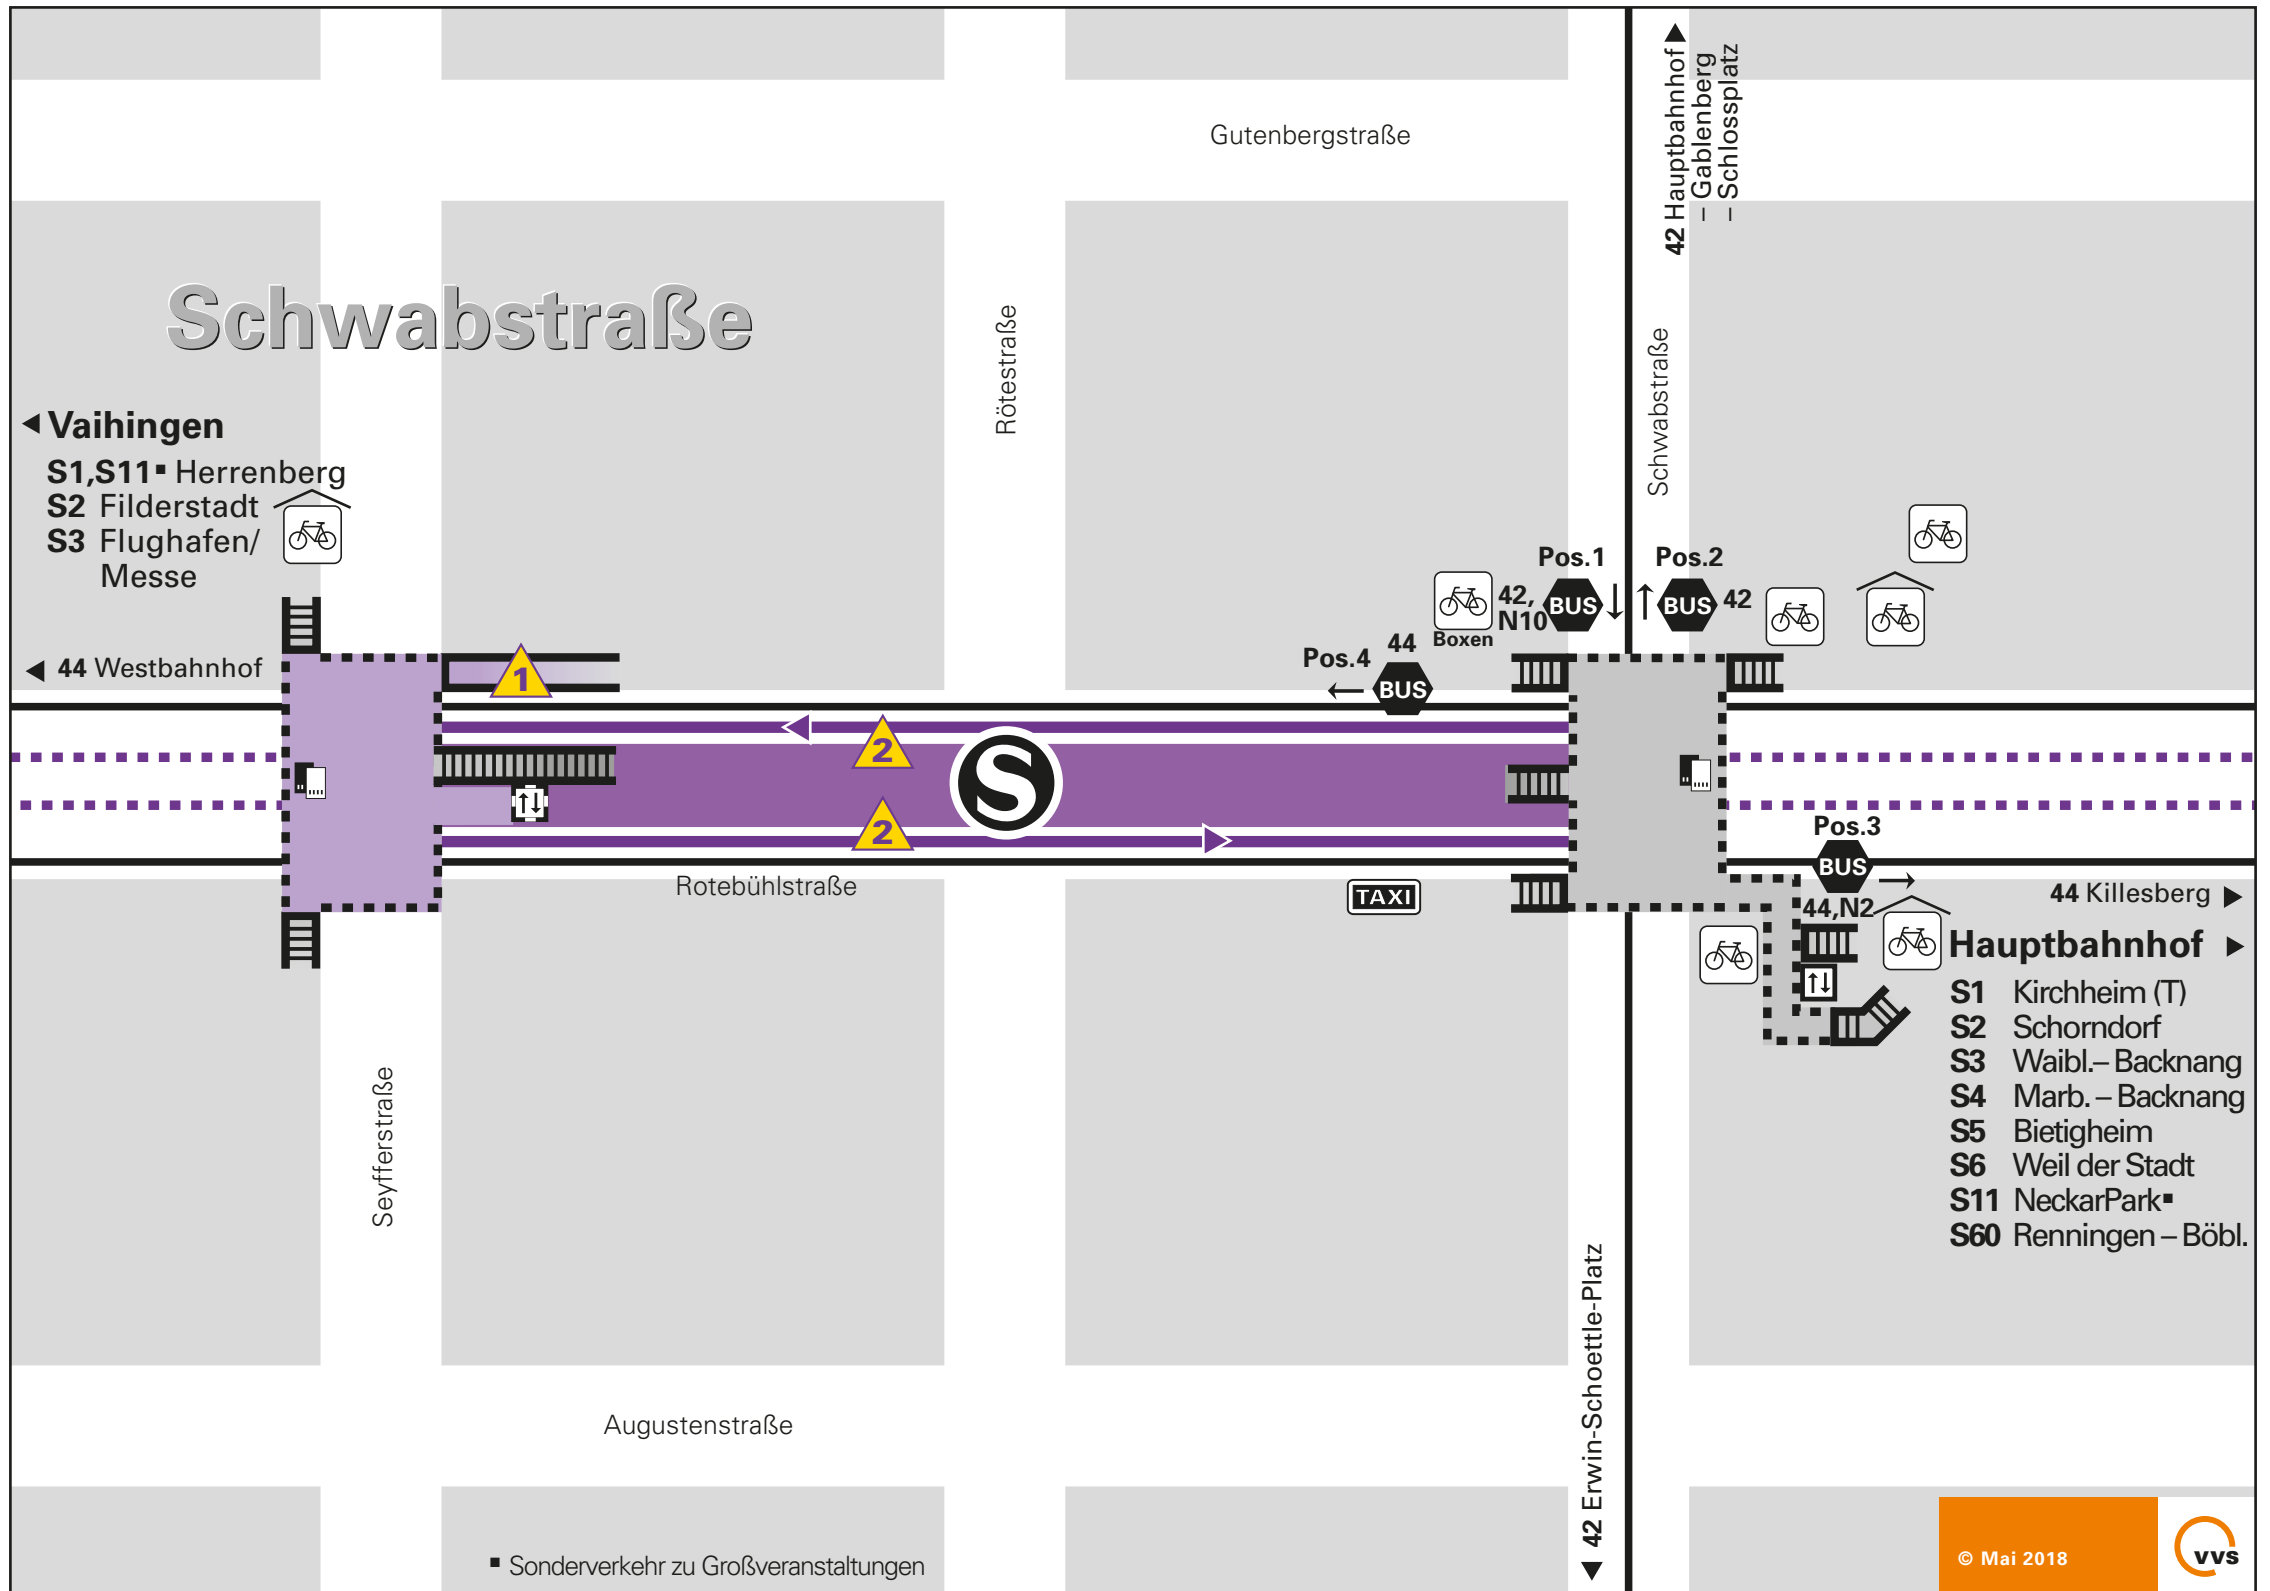 42 Hauptbahnhof
– Gablenberg
– Schlossplatz
Gutenbergstraße
Schwabstraße
Rötestraße
Schwabstraße
Vaihingen
S1,S11▪ Herrenberg
S2 Filderstadt
S3 Flughafen/
Messe
Pos.1
42,
N10
BUS
Pos.2
BUS
42
Boxen
Pos.4
44
BUS
44 Westbahnhof
1
2
S
2
Pos.3
BUS
44,N2
Rotebühlstraße
TAXI
44 Killesberg
Hauptbahnhof
S1 Kirchheim (T)
S2 Schorndorf
S3 Waibl.– Backnang
S4 Marb. – Backnang
S5 Bietigheim
S6 Weil der Stadt
S11 NeckarPark▪
S60 Renningen – Böbl.
Seyfferstraße
42 Erwin-Schoettle-Platz
Augustenstraße
▪ Sonderverkehr zu Großveranstaltungen
© Mai 2018
vvs